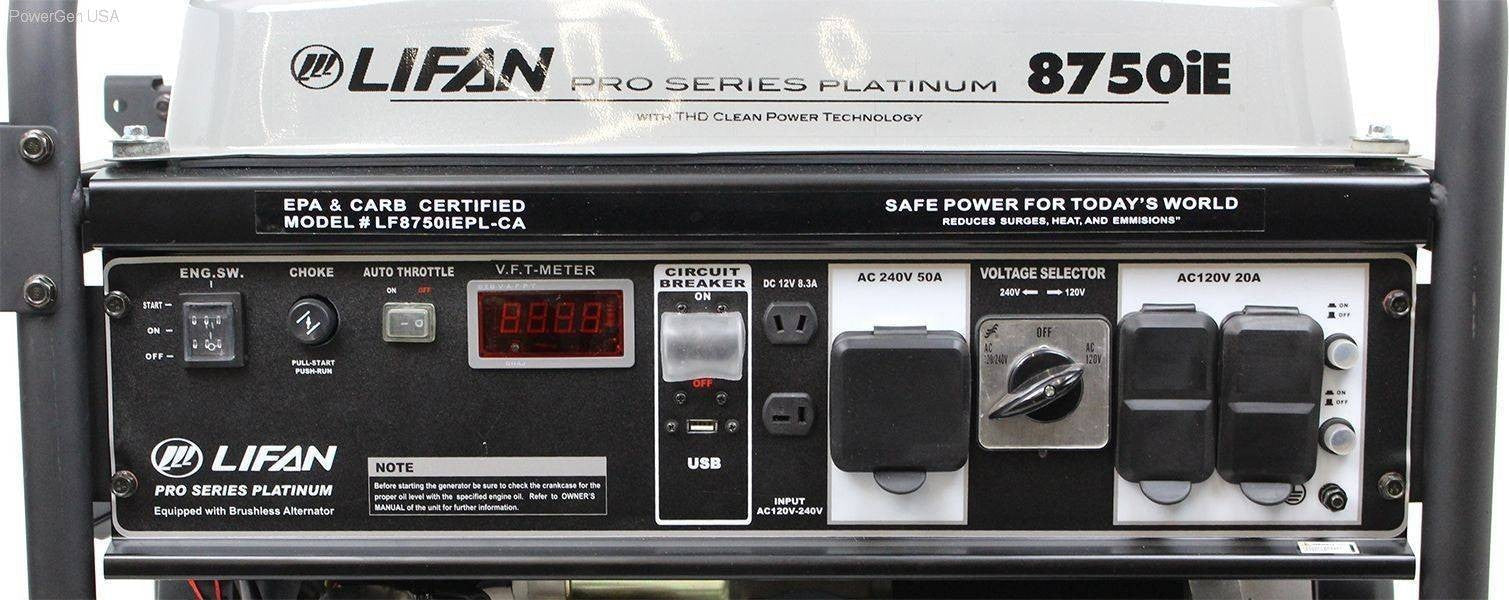 PowerGen USA
LIFAN PRO SERIES PLATINUM 8750iE
WITH THD CLEAN POWER TECHNOLOGY
EPA & CARB CERTIFIED
MODEL # LF8750iEPL-CA
SAFE POWER FOR TODAY'S WORLD
REDUCES SURGES, HEAT, AND EMMISIONS"
ENG.SW.
START
ON
OFF
CHOKE
PULL-START
PUSH-RUN
AUTO THROTTLE
ON OFF
V.F.T-METER
8.8.8.8.
CIRCUIT
BREAKER
ON
OFF
USB
DC 12V 8.3A
INPUT
AC120V-240V
AC 240V 50A
VOLTAGE SELECTOR
240V 120V
OFF
AC
120/240V
AC
120V
AC120V 20A
ON
OFF
ON
OFF
LIFAN
PRO SERIES PLATINUM
Equipped with Brushless Alternator
NOTE
Before starting the generator be sure to check the crankcase for the
proper oil level with the specified engine oil. Refer to OWNER'S
MANUAL of the unit for further information.